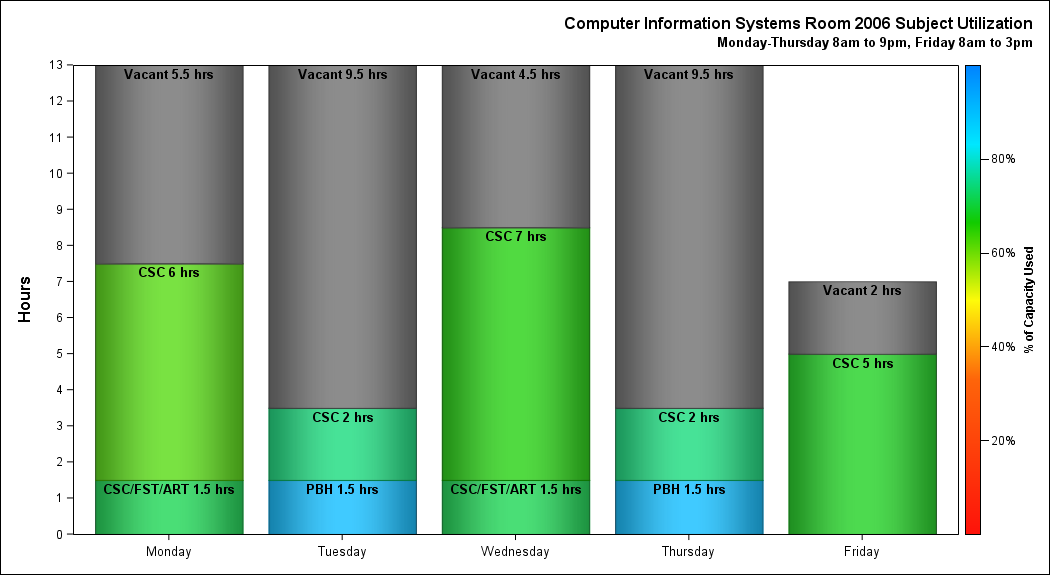 Computer Information Systems Room 2006 Subject Utilization
Monday-Thursday 8am to 9pm, Friday 8am to 3pm
Hours
13
12
11
10
9
8
7
6
5
4
3
2
1
0
Vacant 5.5 hrs
CSC 6 hrs
CSC/FST/ART 1.5 hrs
Vacant 9.5 hrs
CSC 2 hrs
PBH 1.5 hrs
Vacant 4.5 hrs
CSC 7 hrs
CSC/FST/ART 1.5 hrs
Vacant 9.5 hrs
CSC 2 hrs
PBH 1.5 hrs
Vacant 2 hrs
CSC 5 hrs
Monday
Tuesday
Wednesday
Thursday
Friday
80%
60%
40%
20%
% of Capacity Used